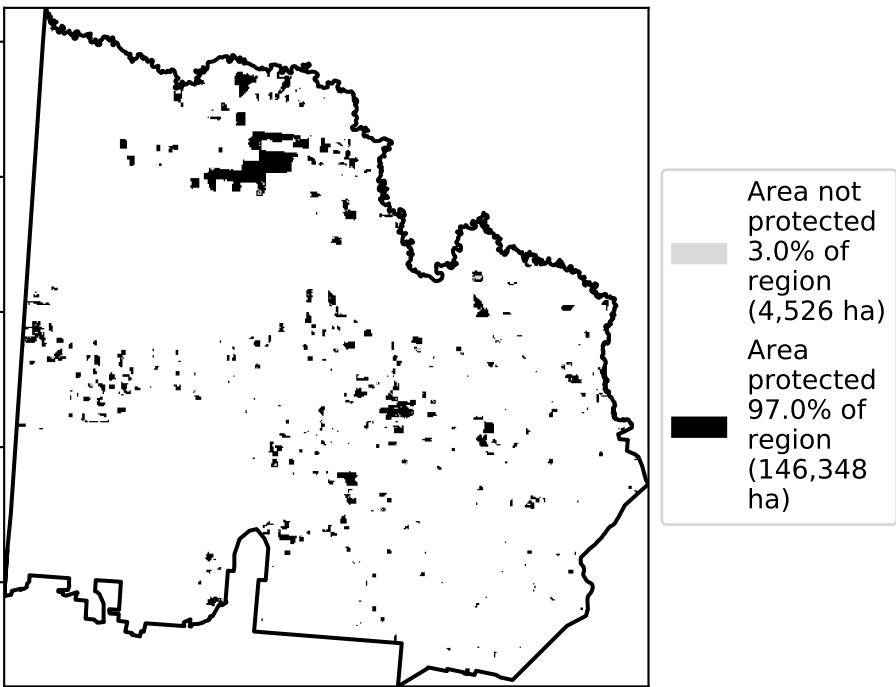 Area not
protected
3.0% of
region
(4,526 ha)
Area
protected
97.0% of
region
(146,348
ha)